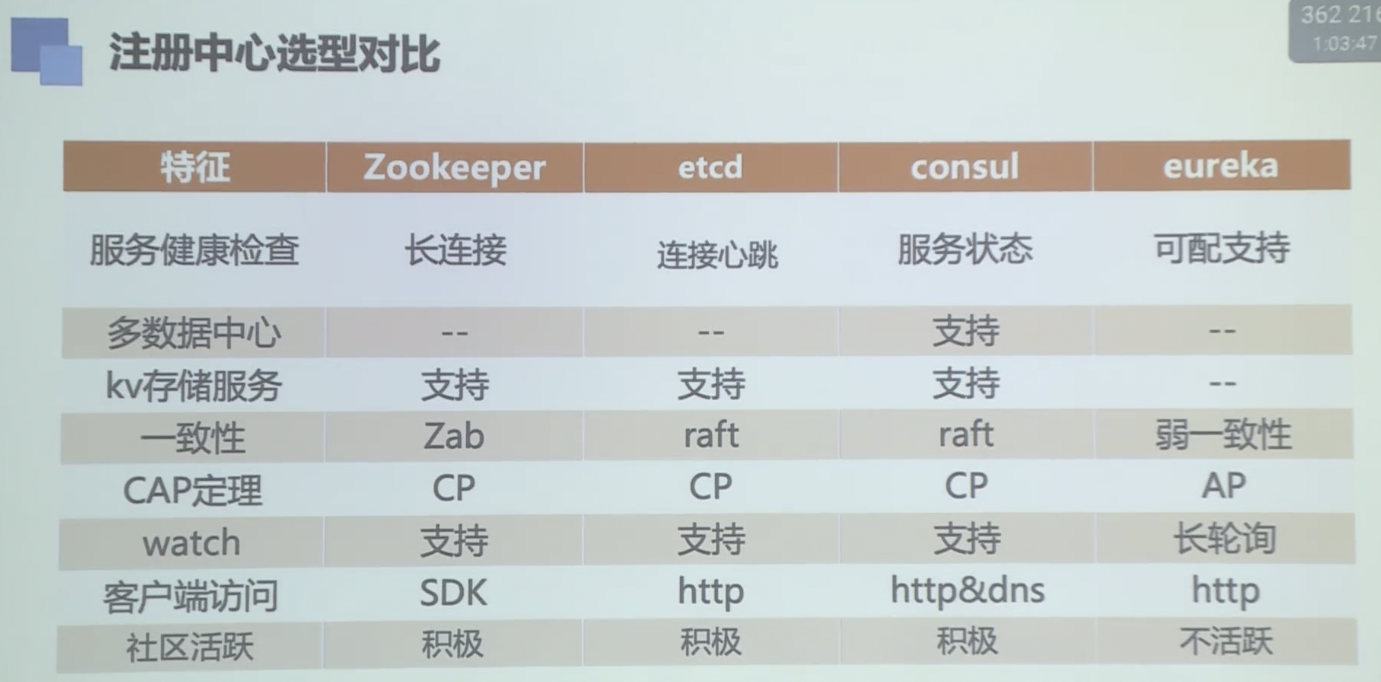 注册中心选型对比
362 216
1:03:47
特征 Zookeeper etcd consul eureka
服务健康检查 长连接 连接心跳 服务状态 可配支持
多数据中心 -- -- 支持 --
kv存储服务 支持 支持 支持 --
一致性 Zab raft raft 弱一致性
CAP定理 CP CP CP AP
watch 支持 支持 支持 长轮询
客户端访问 SDK http http&dns http
社区活跃 积极 积极 积极 不活跃